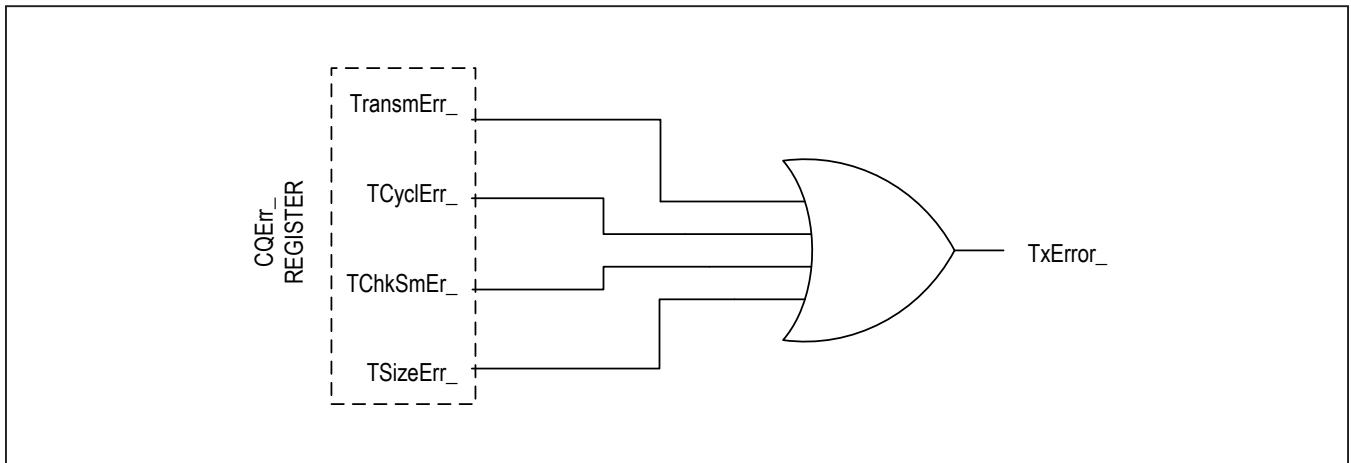 CQErr_
REGISTER
TransmErr_
TCyclErr_
TChkSmEr_
TSizeErr_
TxError_